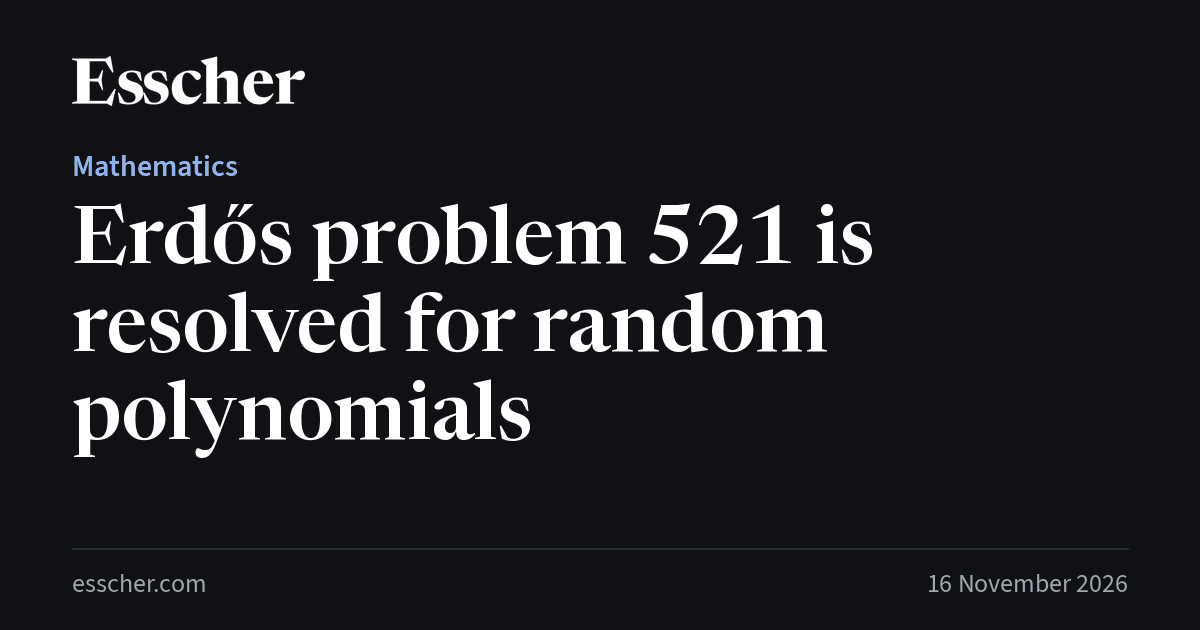 Esscher
Mathematics
Erdős problem 521 is
resolved for random
polynomials
esscher.com
16 November 2026